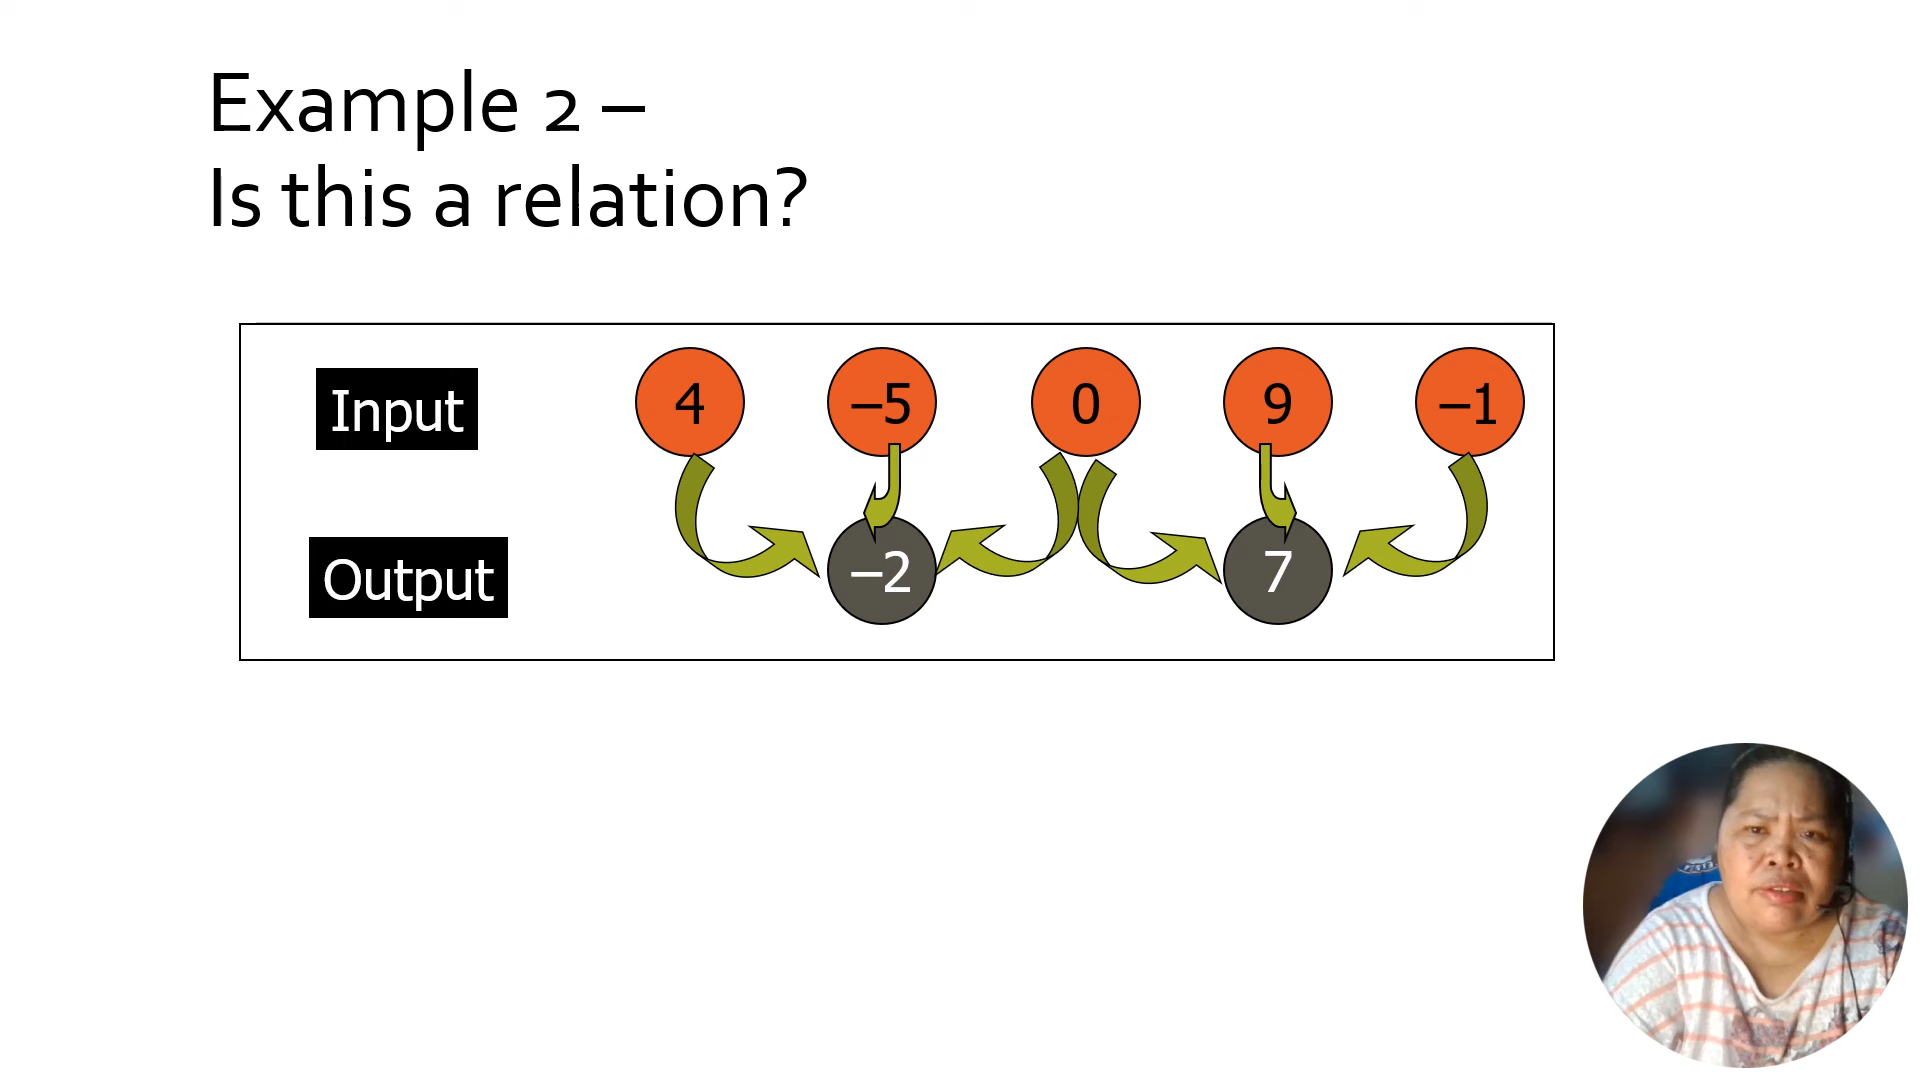 Example 2 –
Is this a relation?
Input 4 –5 0 9 –1
Output –2 7